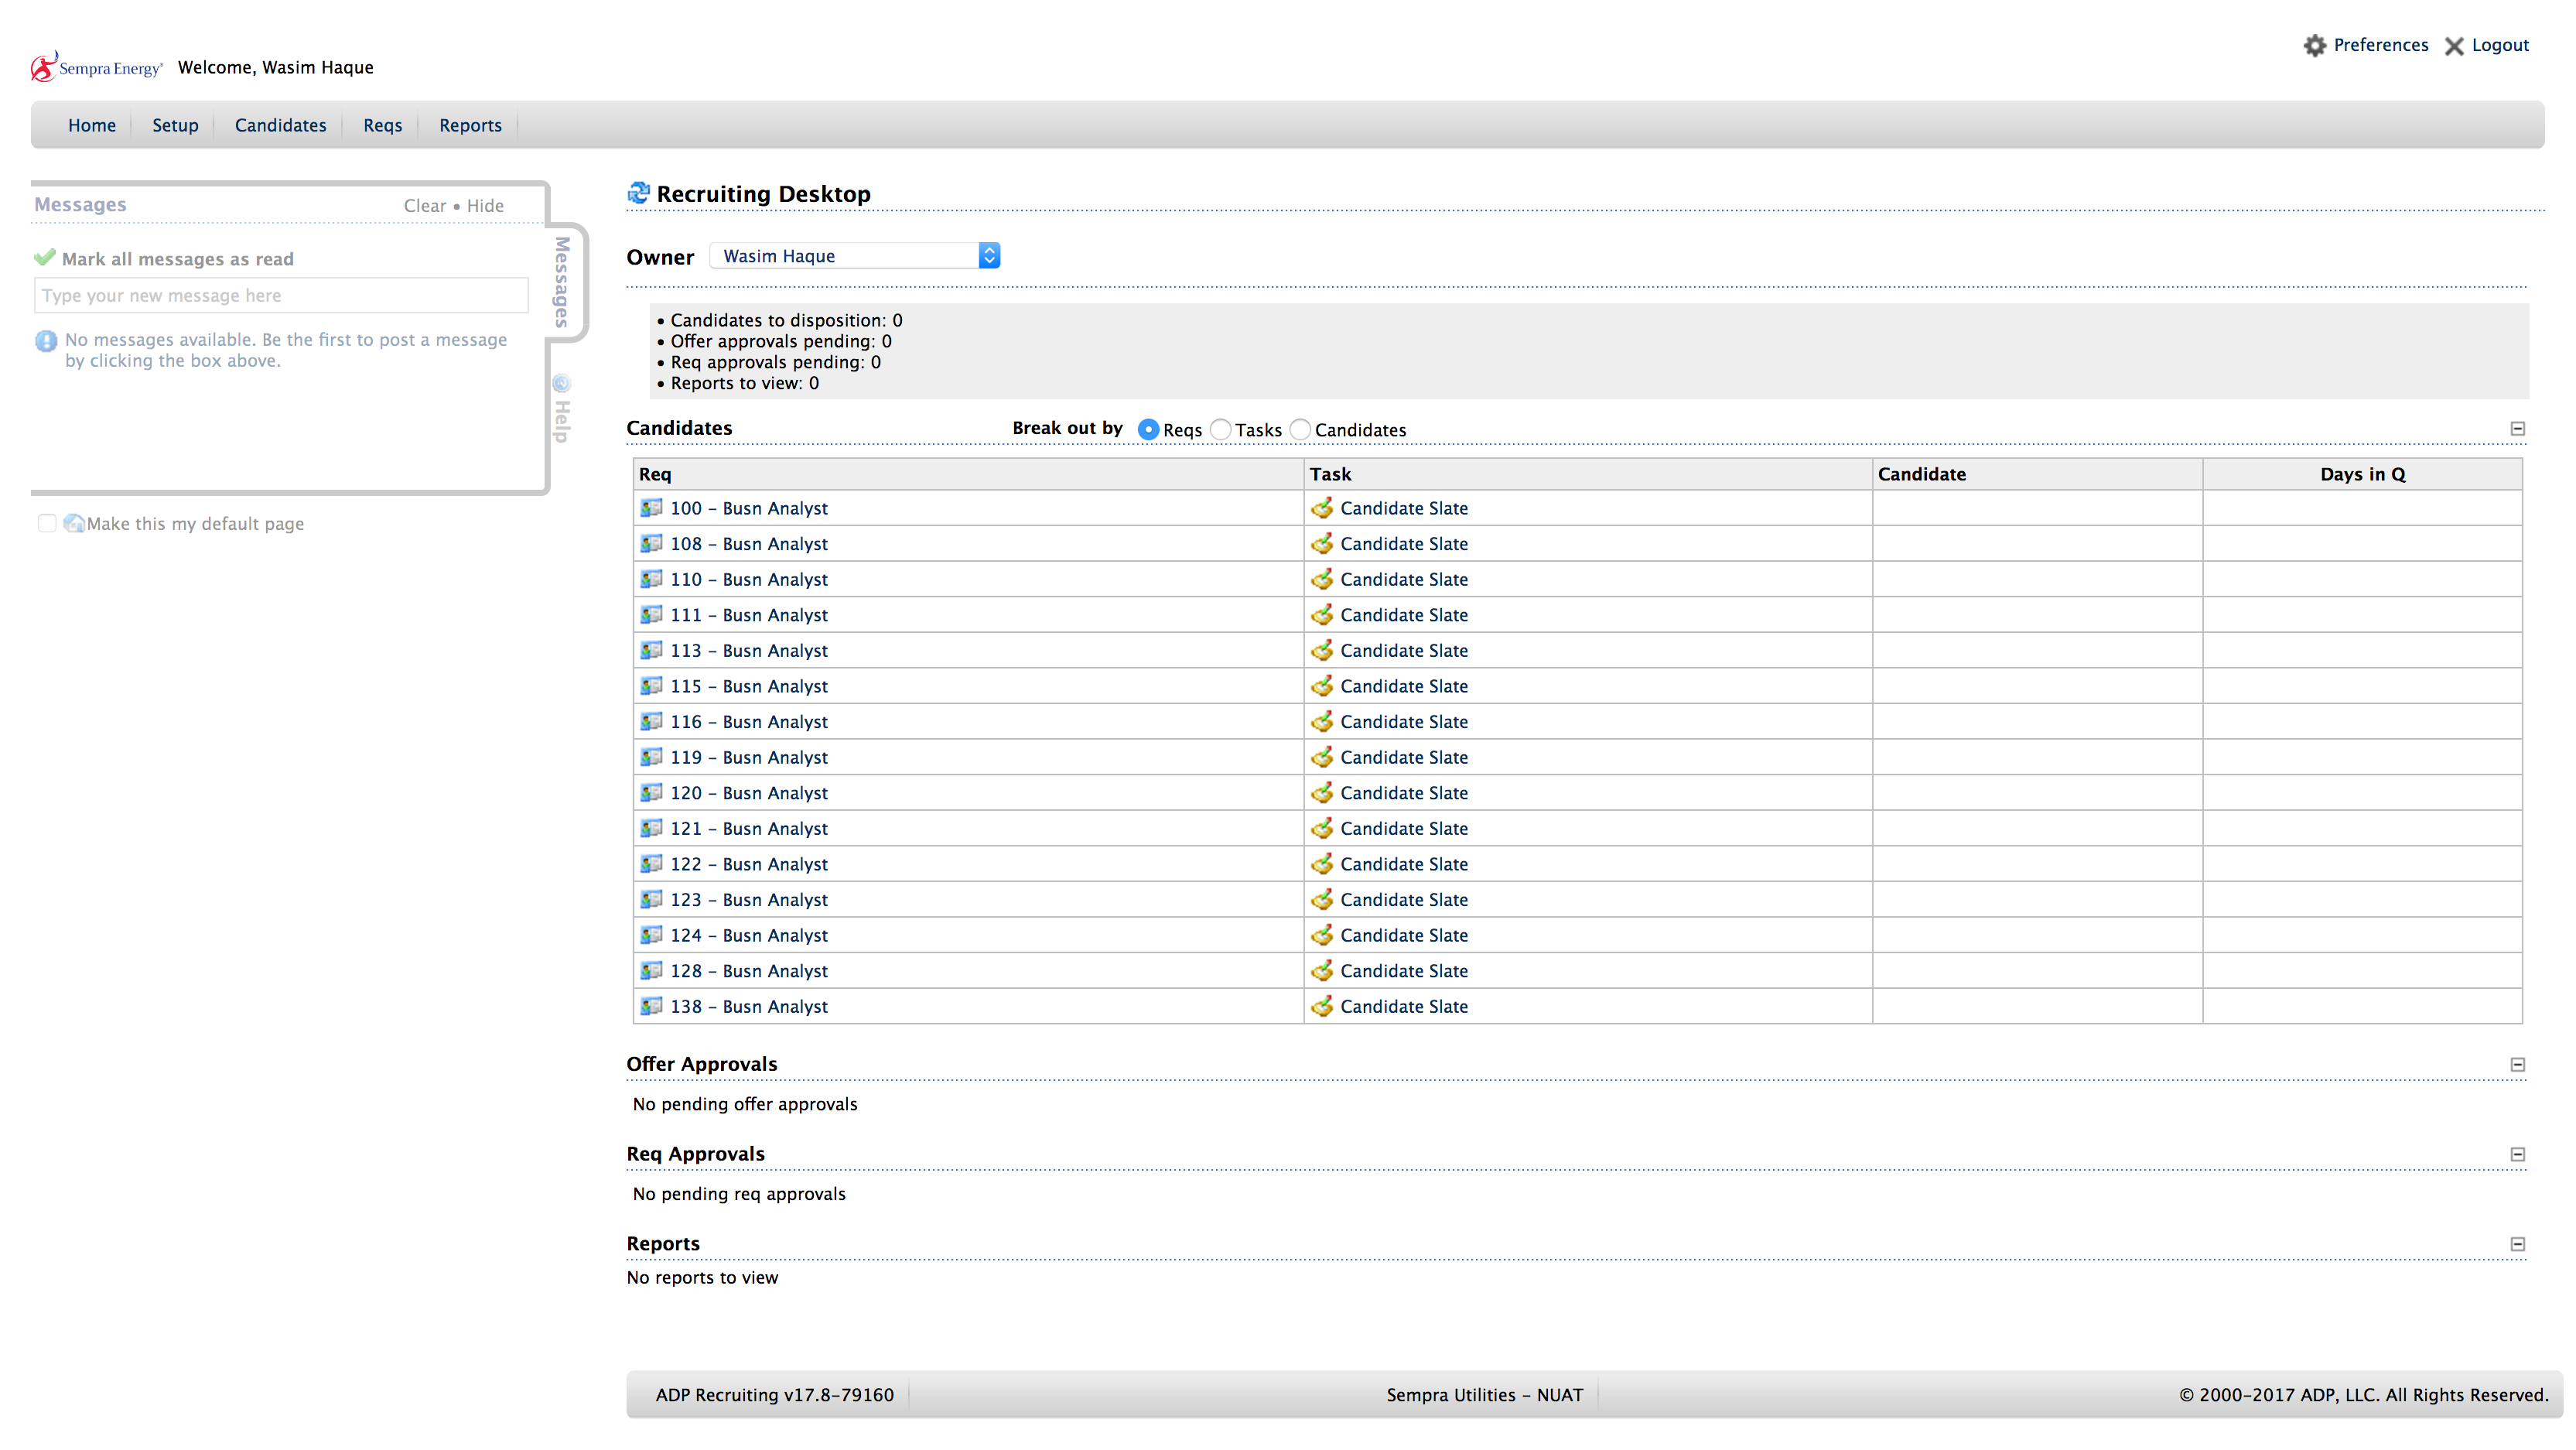 Sempra Energy® Welcome, Wasim Haque
Preferences Logout
Home Setup Candidates Reqs Reports
Messages Clear • Hide
Mark all messages as read
Type your new message here
No messages available. Be the first to post a message
by clicking the box above.
Messages
Help
Make this my default page
Recruiting Desktop
Owner Wasim Haque
• Candidates to disposition: 0
• Offer approvals pending: 0
• Req approvals pending: 0
• Reports to view: 0
Candidates Break out by Reqs Tasks Candidates
Req Task Candidate Days in Q
100 – Busn Analyst Candidate Slate
108 – Busn Analyst Candidate Slate
110 – Busn Analyst Candidate Slate
111 – Busn Analyst Candidate Slate
113 – Busn Analyst Candidate Slate
115 – Busn Analyst Candidate Slate
116 – Busn Analyst Candidate Slate
119 – Busn Analyst Candidate Slate
120 – Busn Analyst Candidate Slate
121 – Busn Analyst Candidate Slate
122 – Busn Analyst Candidate Slate
123 – Busn Analyst Candidate Slate
124 – Busn Analyst Candidate Slate
128 – Busn Analyst Candidate Slate
138 – Busn Analyst Candidate Slate
Offer Approvals
No pending offer approvals
Req Approvals
No pending req approvals
Reports
No reports to view
ADP Recruiting v17.8–79160 Sempra Utilities – NUAT © 2000–2017 ADP, LLC. All Rights Reserved.